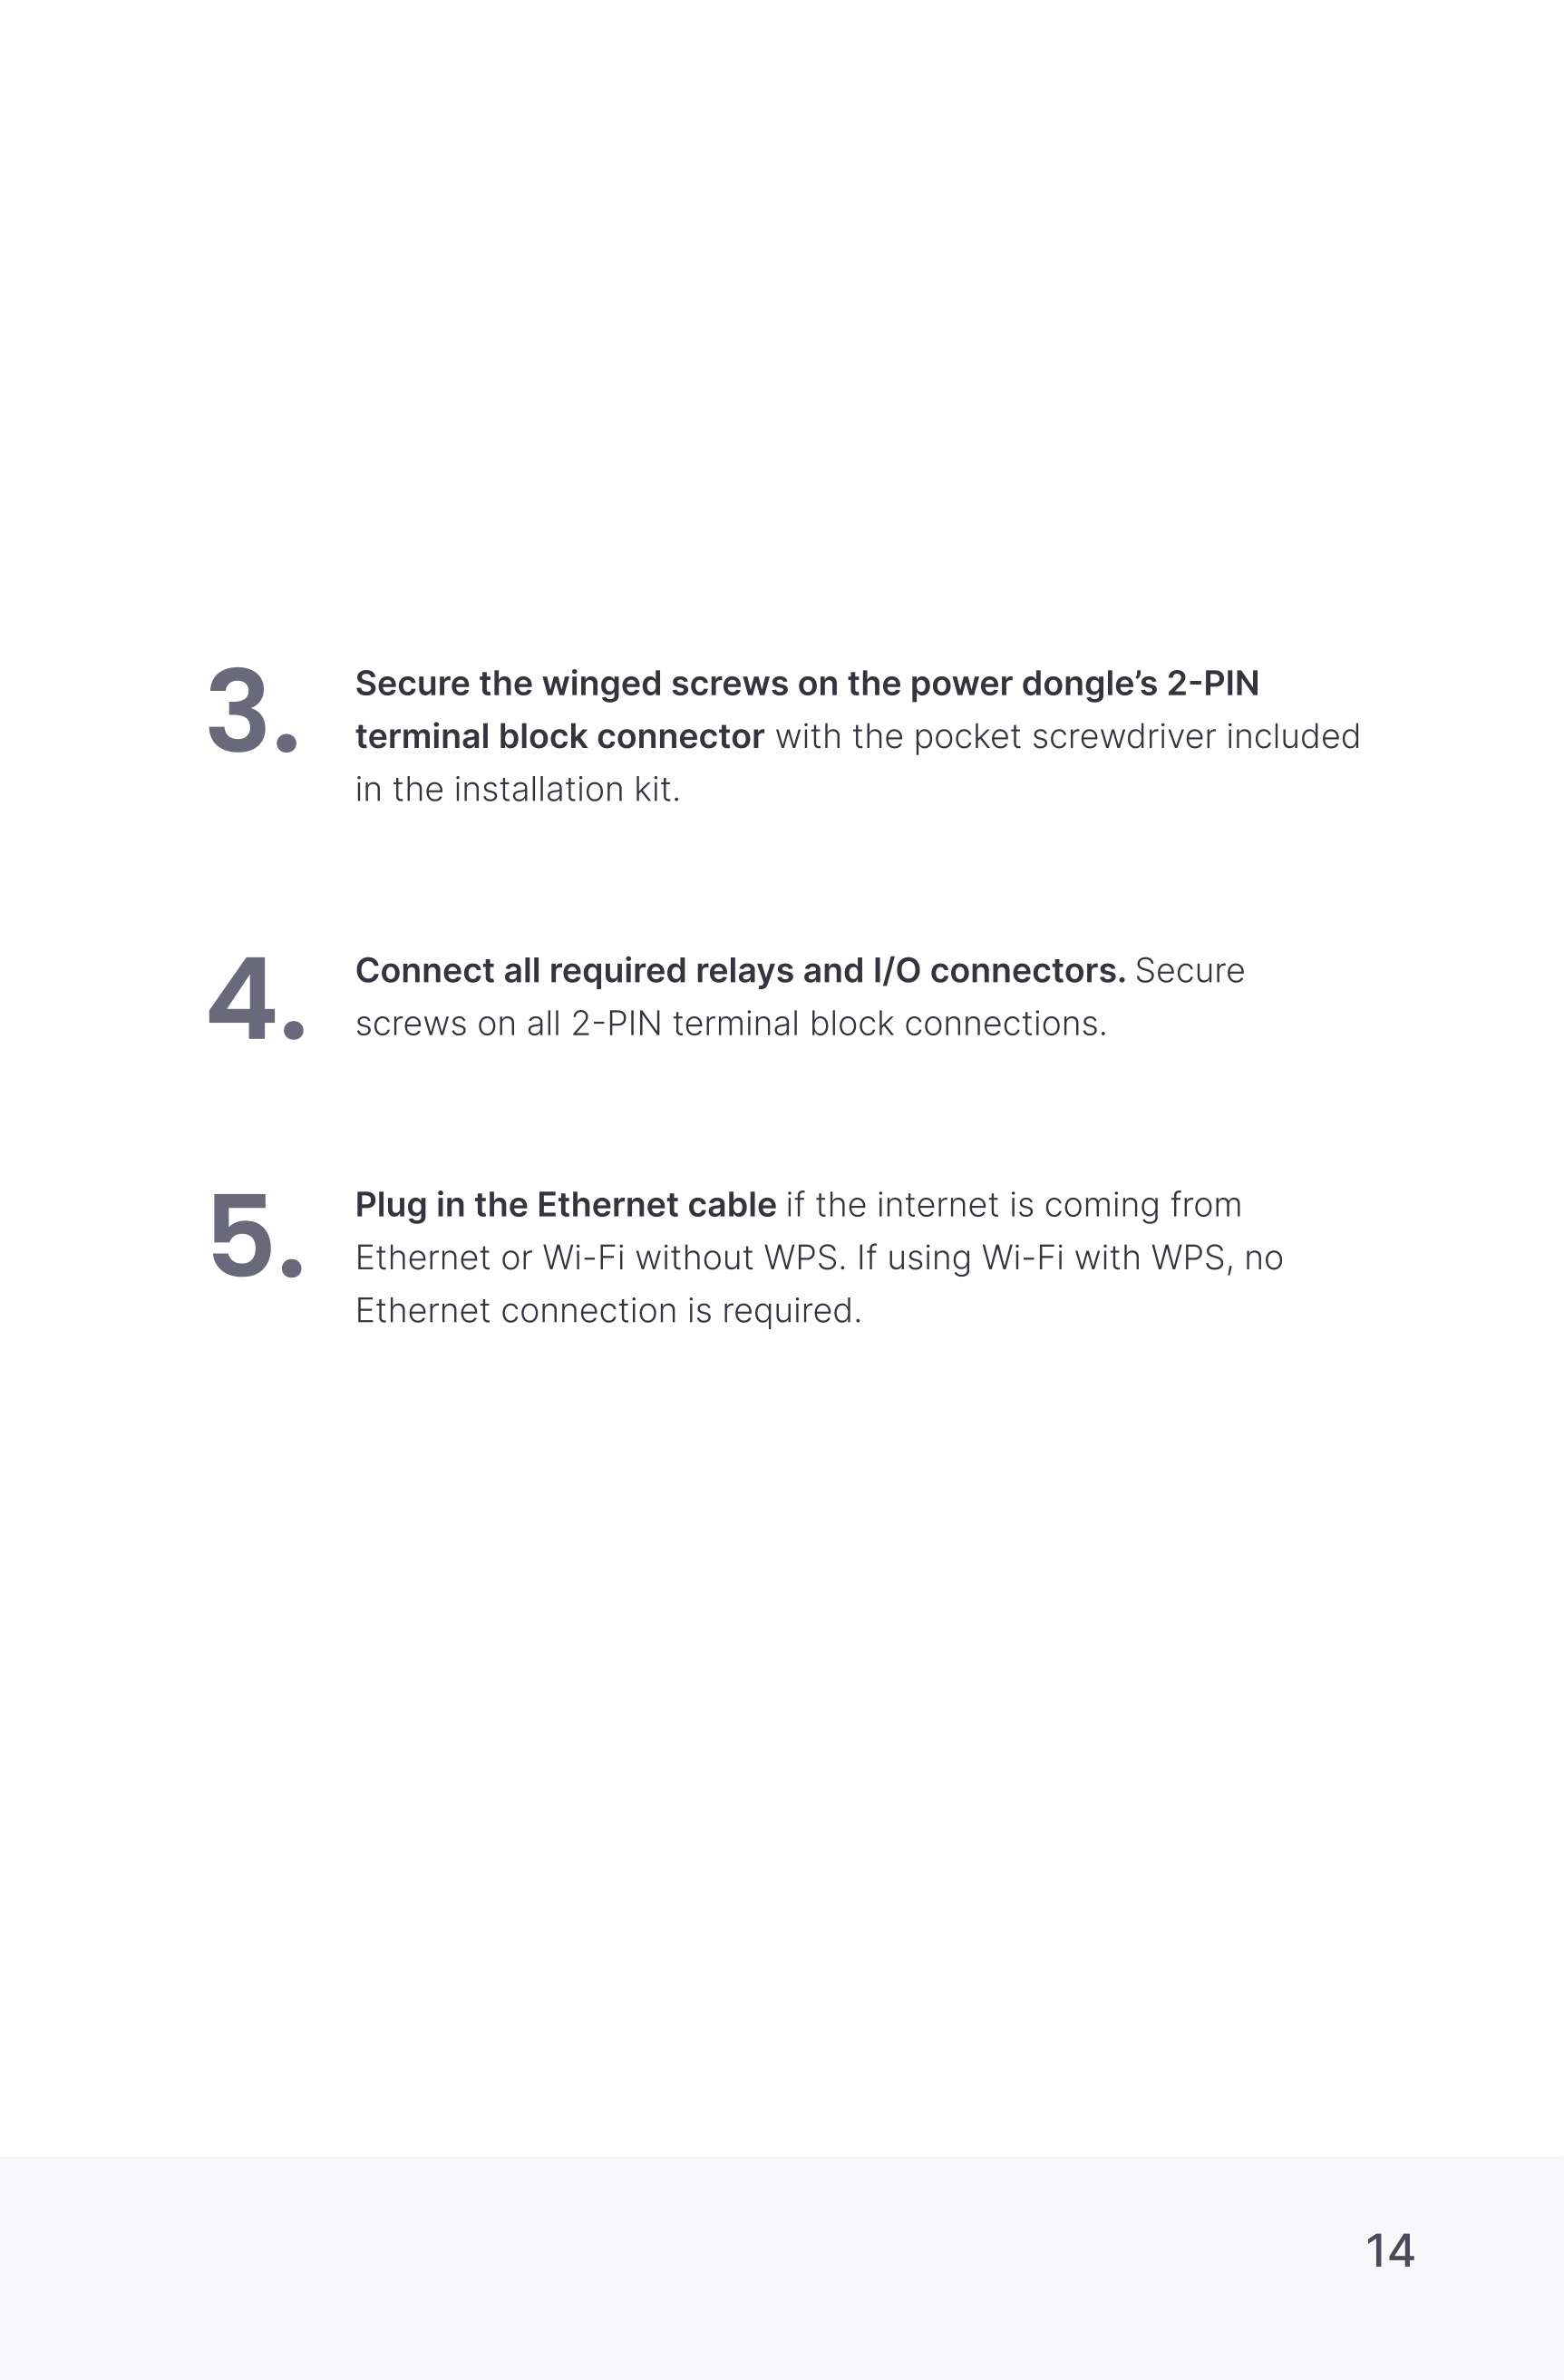 3. Secure the winged screws on the power dongle’s 2-PIN
terminal block connector with the pocket screwdriver included
in the installation kit.
4. Connect all required relays and I/O connectors. Secure
screws on all 2-PIN terminal block connections.
5. Plug in the Ethernet cable if the internet is coming from
Ethernet or Wi-Fi without WPS. If using Wi-Fi with WPS, no
Ethernet connection is required.
14